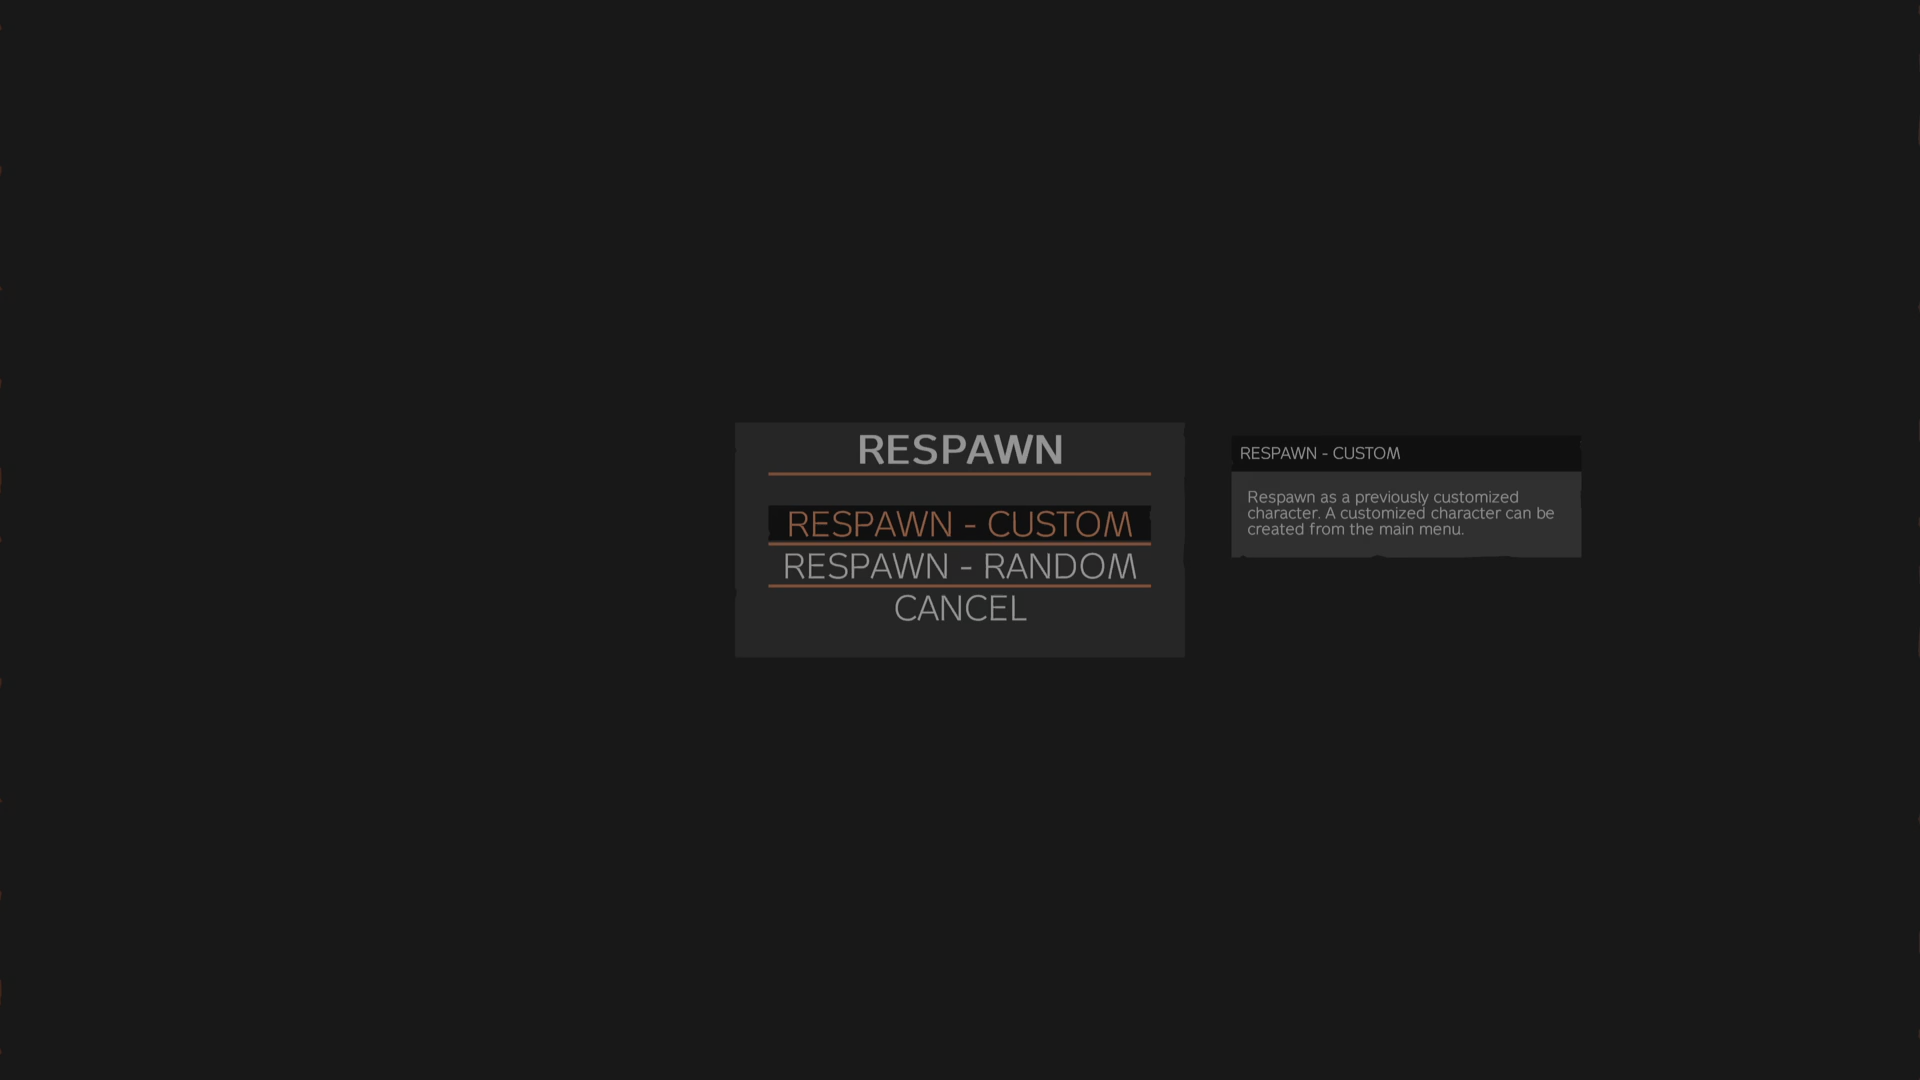 RESPAWN
RESPAWN - CUSTOM
RESPAWN - RANDOM
CANCEL
RESPAWN - CUSTOM
Respawn as a previously customized
character. A customized character can be
created from the main menu.